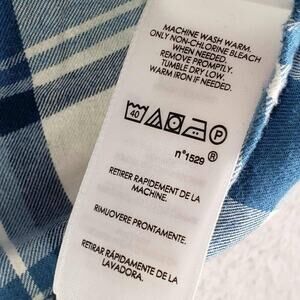 MACHINE WASH WARM.
ONLY NON-CHLORINE BLEACH
WHEN NEEDED.
REMOVE PROMPTLY.
TUMBLE DRY LOW.
WARM IRON IF NEEDED.
40 P
n°1529 ®
RETIRER RAPIDEMENT DE LA
MACHINE.
RIMUOVERE PRONTAMENTE.
RETIRAR RÁPIDAMENTE DE LA
LAVADORA.